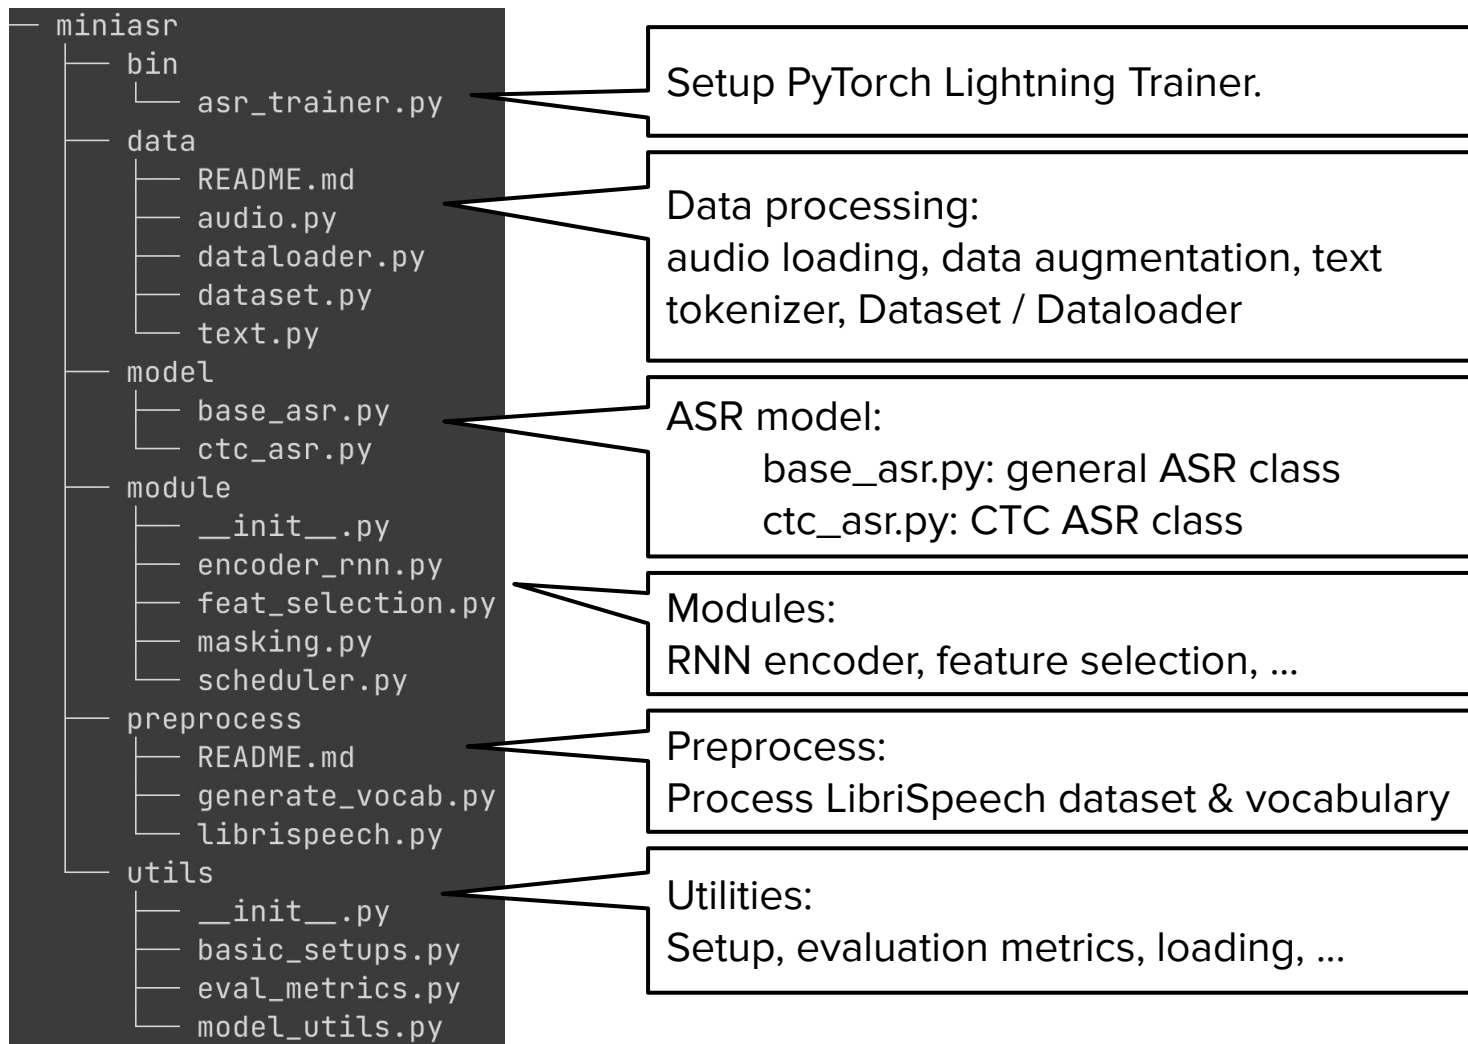 miniasr
bin
asr_trainer.py
data
README.md
audio.py
dataloader.py
dataset.py
text.py
model
base_asr.py
ctc_asr.py
module
__init__.py
encoder_rnn.py
feat_selection.py
masking.py
scheduler.py
preprocess
README.md
generate_vocab.py
librispeech.py
utils
__init__.py
basic_setups.py
eval_metrics.py
model_utils.py
Setup PyTorch Lightning Trainer.
Data processing:
audio loading, data augmentation, text
tokenizer, Dataset / Dataloader
ASR model:
base_asr.py: general ASR class
ctc_asr.py: CTC ASR class
Modules:
RNN encoder, feature selection, ...
Preprocess:
Process LibriSpeech dataset & vocabulary
Utilities:
Setup, evaluation metrics, loading, ...